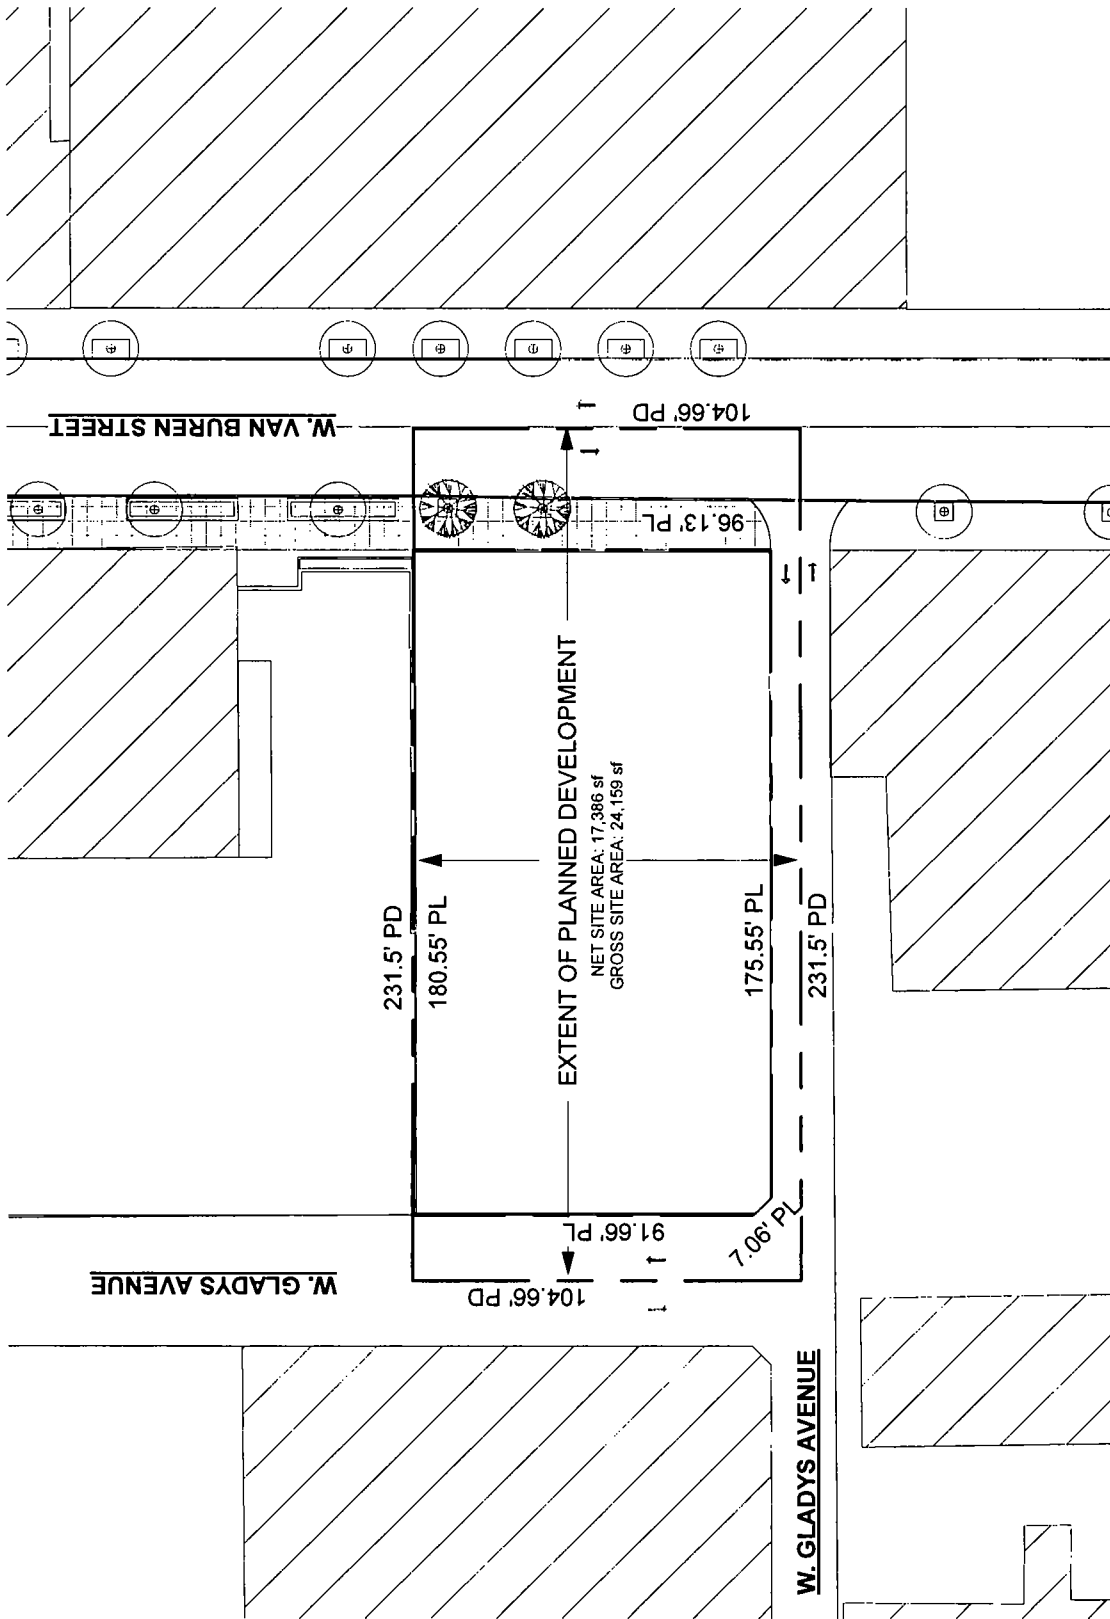 W. VAN BUREN STREET
104.66' PD
96.13' PL
EXTENT OF PLANNED DEVELOPMENT
NET SITE AREA: 17,386 sf
GROSS SITE AREA: 24,159 sf
231.5' PD
180.55' PL
175.55' PL
231.5' PD
91.66' PL
7.06' PL
104.66' PD
W. GLADYS AVENUE
W. GLADYS AVENUE